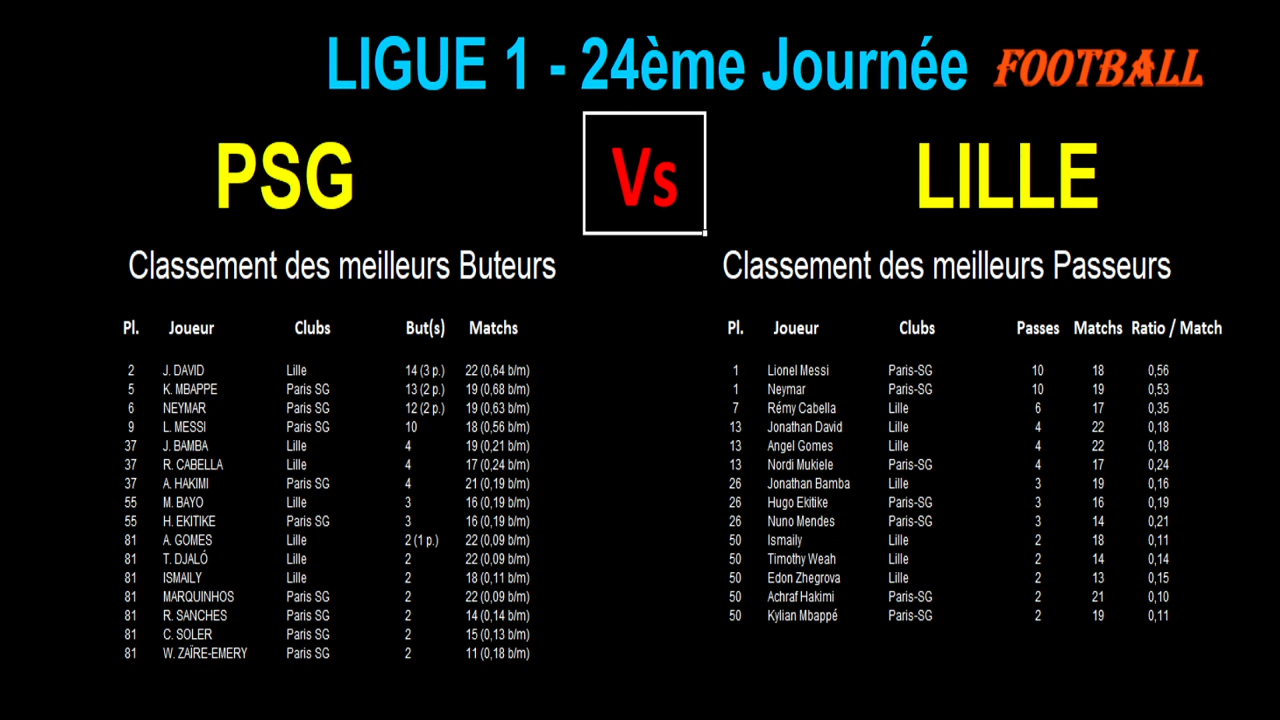 LIGUE 1 - 24ème Journée FOOTBALL
PSG Vs LILLE
Classement des meilleurs Buteurs
Pl. Joueur Clubs But(s) Matchs
2 J. DAVID Lille 14 (3 p.) 22 (0,64 b/m)
5 K. MBAPPE Paris SG 13 (2 p.) 19 (0,68 b/m)
6 NEYMAR Paris SG 12 (2 p.) 19 (0,63 b/m)
9 L. MESSI Paris SG 10 18 (0,56 b/m)
37 J. BAMBA Lille 4 19 (0,21 b/m)
37 R. CABELLA Lille 4 17 (0,24 b/m)
37 A. HAKIMI Paris SG 4 21 (0,19 b/m)
55 M. BAYO Lille 3 16 (0,19 b/m)
55 H. EKITIKE Paris SG 3 16 (0,19 b/m)
81 A. GOMES Lille 2 (1 p.) 22 (0,09 b/m)
81 T. DJALÓ Lille 2 22 (0,09 b/m)
81 ISMAILY Lille 2 18 (0,11 b/m)
81 MARQUINHOS Paris SG 2 22 (0,09 b/m)
81 R. SANCHES Paris SG 2 14 (0,14 b/m)
81 C. SOLER Paris SG 2 15 (0,13 b/m)
81 W. ZAÏRE-EMERY Paris SG 2 11 (0,18 b/m)
Classement des meilleurs Passeurs
Pl. Joueur Clubs Passes Matchs Ratio / Match
1 Lionel Messi Paris-SG 10 18 0,56
1 Neymar Paris-SG 10 19 0,53
7 Rémy Cabella Lille 6 17 0,35
13 Jonathan David Lille 4 22 0,18
13 Angel Gomes Lille 4 22 0,18
13 Nordi Mukiele Paris-SG 4 17 0,24
26 Jonathan Bamba Lille 3 19 0,16
26 Hugo Ekitike Paris-SG 3 16 0,19
26 Nuno Mendes Paris-SG 3 14 0,21
50 Ismaily Lille 2 18 0,11
50 Timothy Weah Lille 2 14 0,14
50 Edon Zhegrova Lille 2 13 0,15
50 Achraf Hakimi Paris-SG 2 21 0,10
50 Kylian Mbappé Paris-SG 2 19 0,11